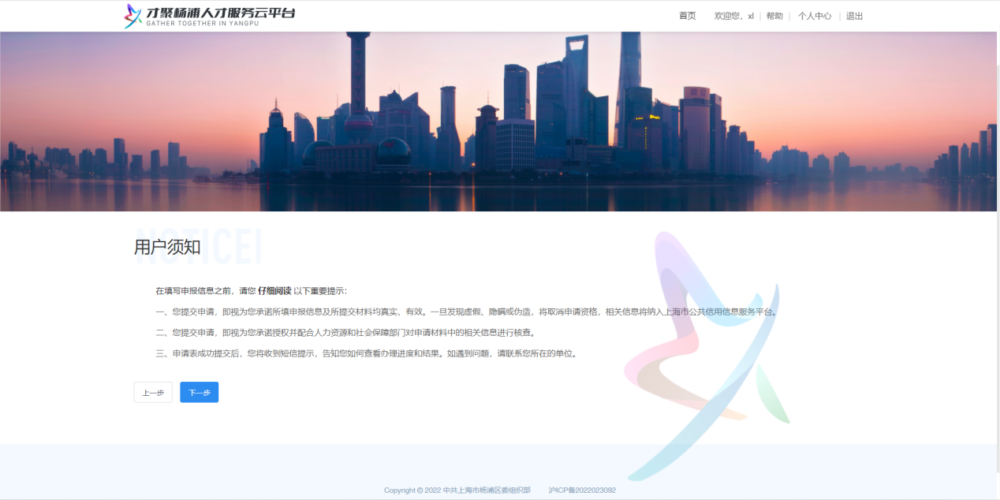 才聚杨浦人才服务云平台
GATHER TOGETHER IN YANGPU
首页 欢迎您，xl | 帮助 | 个人中心 | 退出
NOTICE!
用户须知
在填写申报信息之前，请您 仔细阅读 以下重要提示：
一、您提交申请，即视为您承诺所填申报信息及所提交材料均真实、有效。一旦发现虚假、隐瞒或伪造，将取消申请资格，相关信息将纳入上海市公共信用信息服务平台。
二、您提交申请，即视为您承诺授权并配合人力资源和社会保障部门对申请材料中的相关信息进行核查。
三、申请表成功提交后，您将收到短信提示，告知您如何查看办理进度和结果。如遇到问题，请联系您所在的单位。
上一步 下一步
Copyright © 2022 中共上海市杨浦区委组织部 沪ICP备2022023092